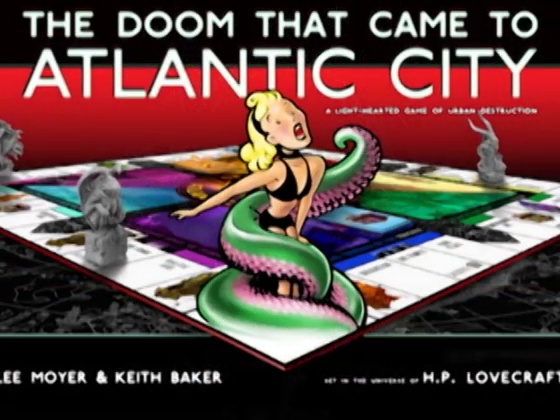 THE DOOM THAT CAME TO
ATLANTIC CITY
A LIGHT-HEARTED GAME OF URBAN DESTRUCTION
LEE MOYER & KEITH BAKER
SET IN THE UNIVERSE OF H.P. LOVECRAFT